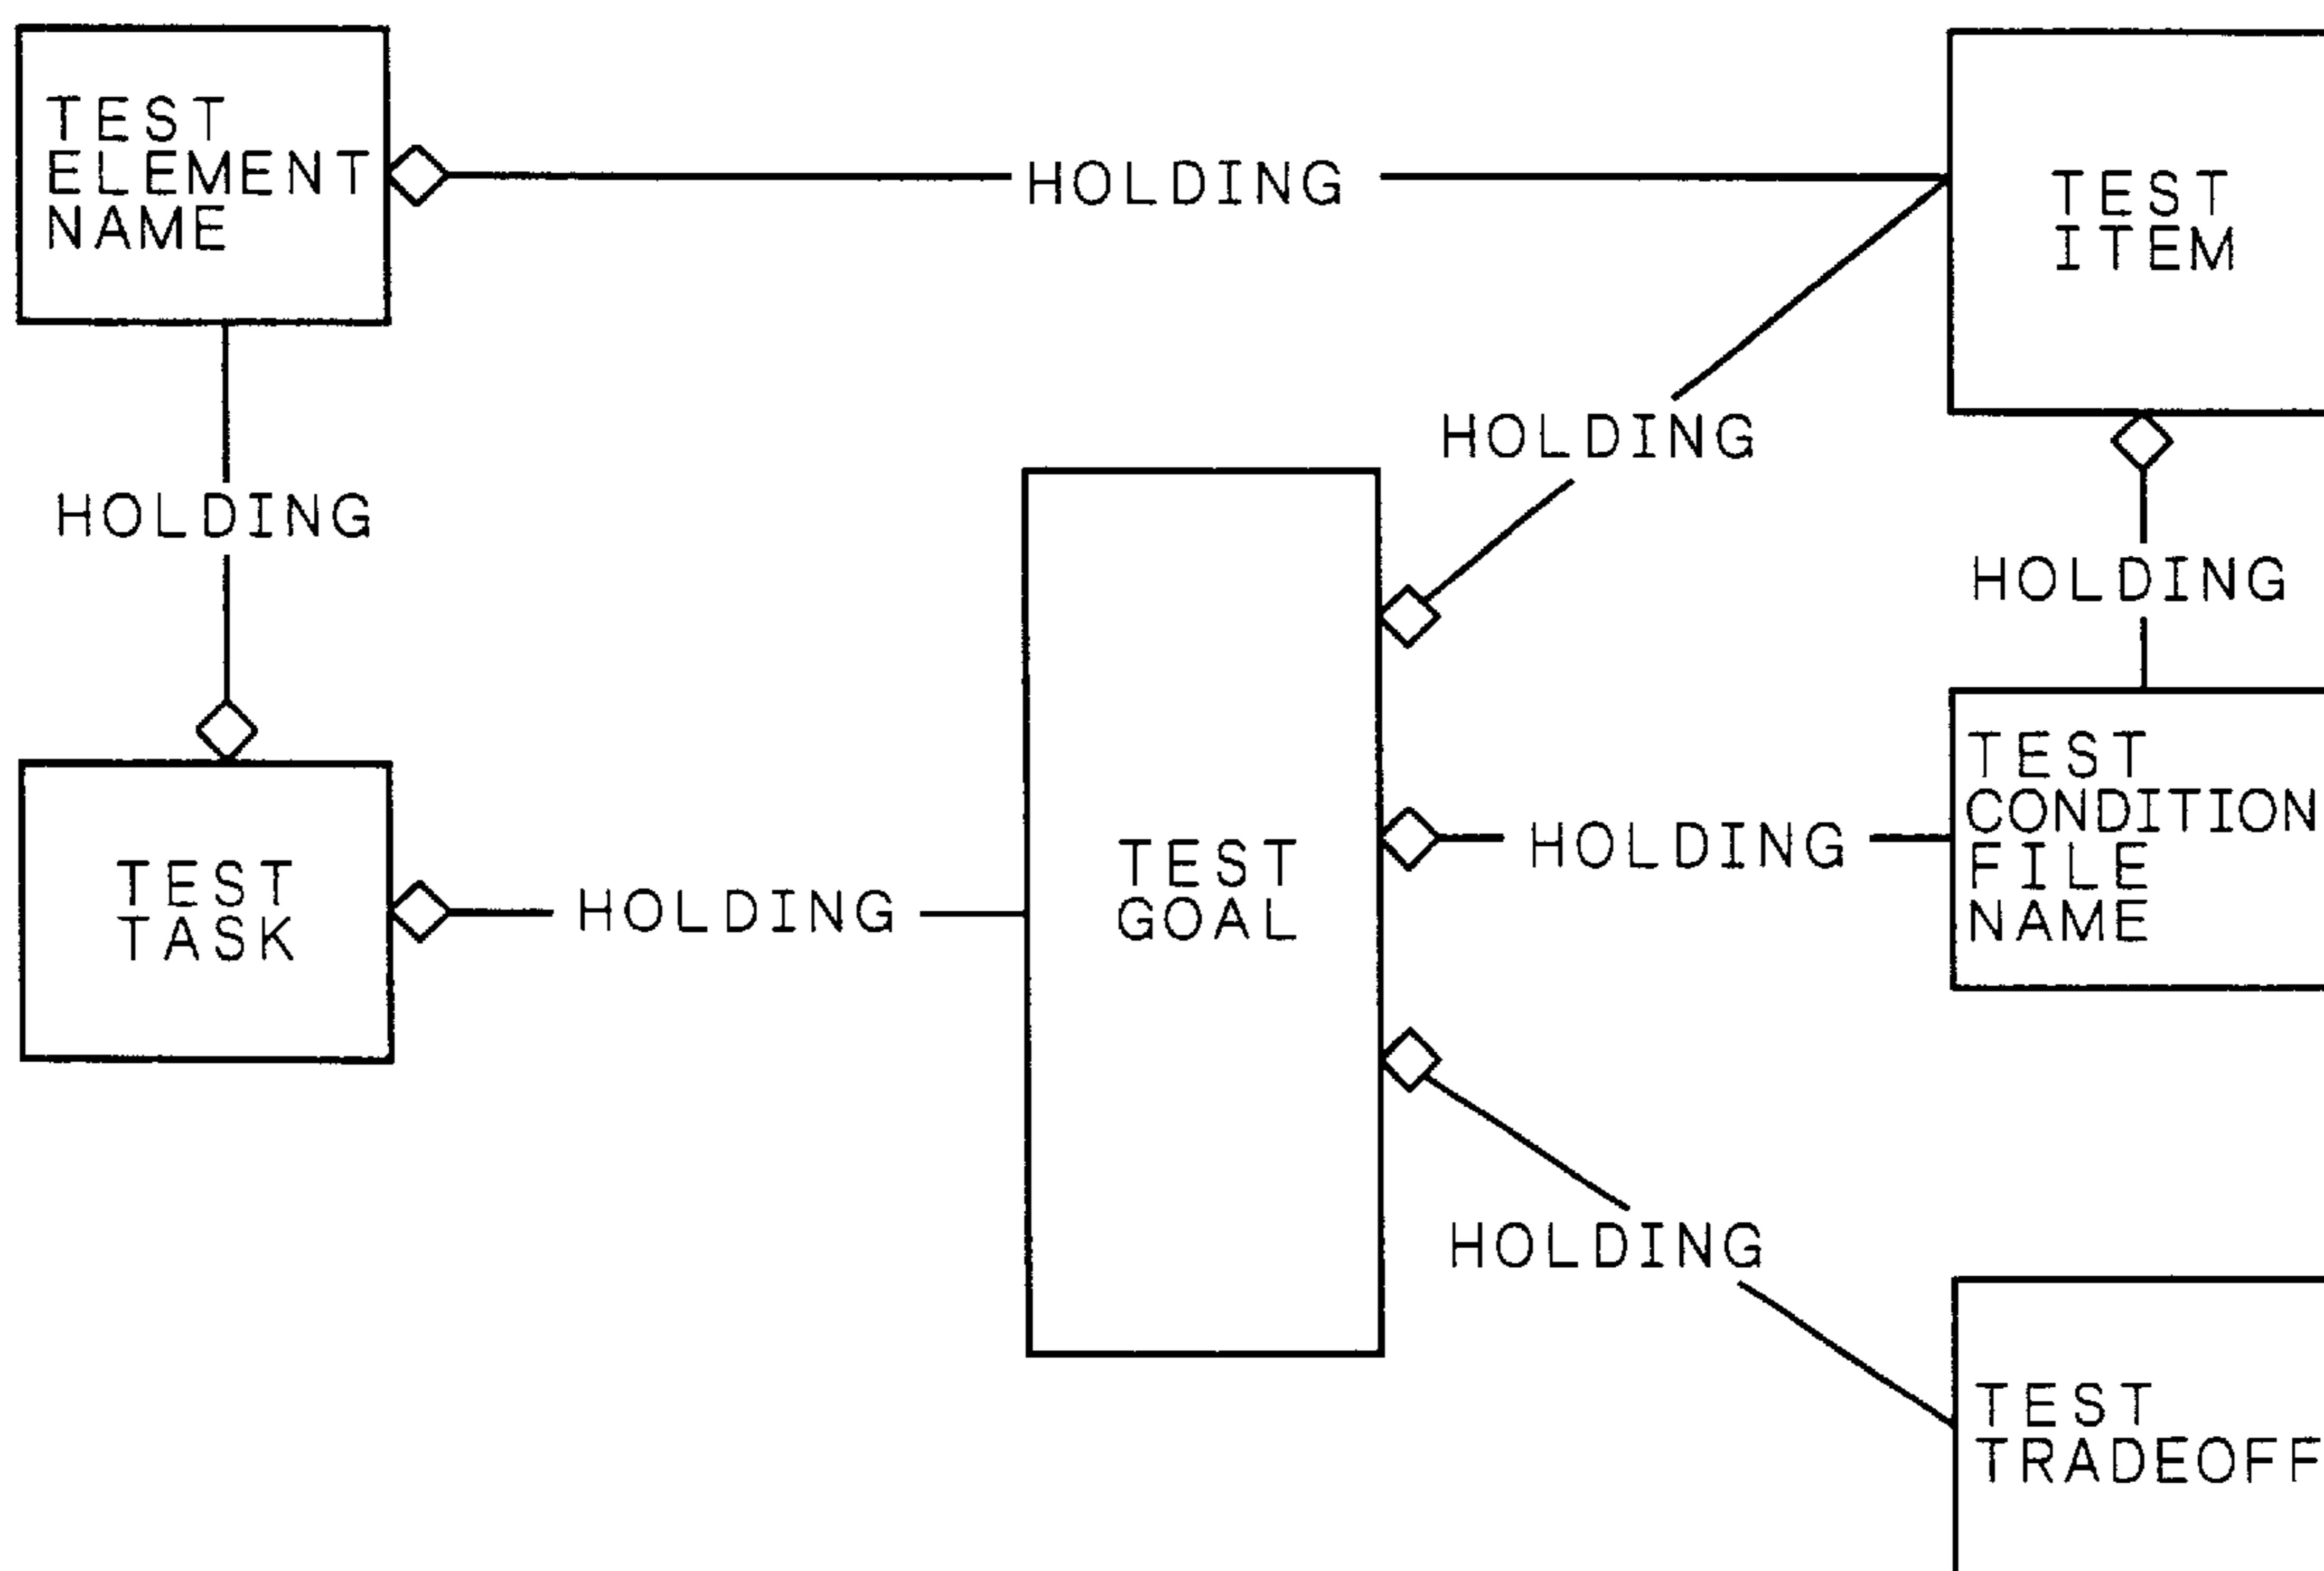 TEST
ELEMENT
NAME
HOLDING
TEST
ITEM
HOLDING
HOLDING
HOLDING
TEST
TASK
HOLDING
TEST
GOAL
HOLDING
TEST
CONDITION
FILE
NAME
HOLDING
TEST
TRADEOFF